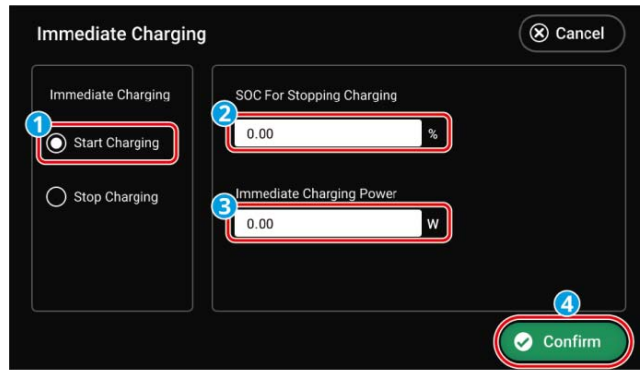 Immediate Charging
Cancel
Immediate Charging
1
Start Charging
Stop Charging
SOC For Stopping Charging
2
0.00 %
Immediate Charging Power
3
0.00 W
4
Confirm